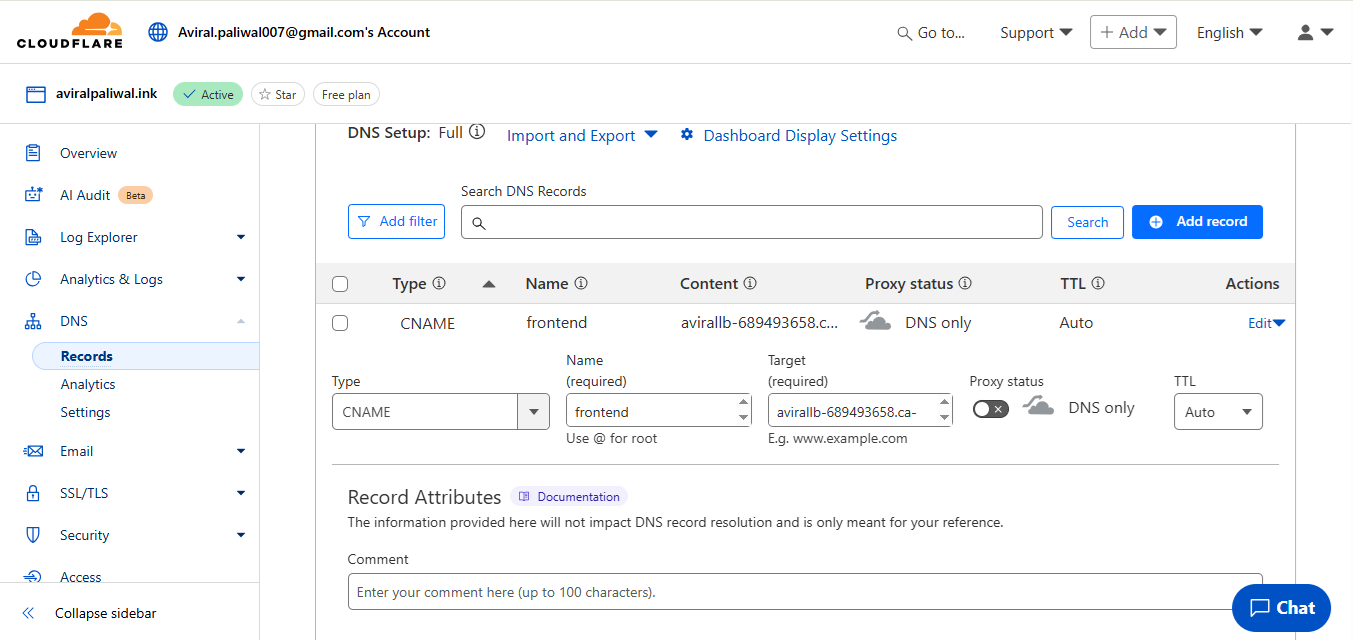 CLOUDFLARE
Aviral.paliwal007@gmail.com's Account
Go to...
Support
Add
English
aviralpaliwal.ink
Active
Star
Free plan
Overview
AI Audit Beta
Log Explorer
Analytics & Logs
DNS
Records
Analytics
Settings
Email
SSL/TLS
Security
Access
Collapse sidebar
DNS Setup: Full
Import and Export
Dashboard Display Settings
Search DNS Records
Add filter
Search
Add record
Type Name Content Proxy status TTL Actions
CNAME frontend avirallb-689493658.c... DNS only Auto Edit
Type
CNAME
Name
(required)
frontend
Use @ for root
Target
(required)
avirallb-689493658.ca-
E.g. www.example.com
Proxy status
DNS only
TTL
Auto
Record Attributes Documentation
The information provided here will not impact DNS record resolution and is only meant for your reference.
Comment
Enter your comment here (up to 100 characters).
Chat